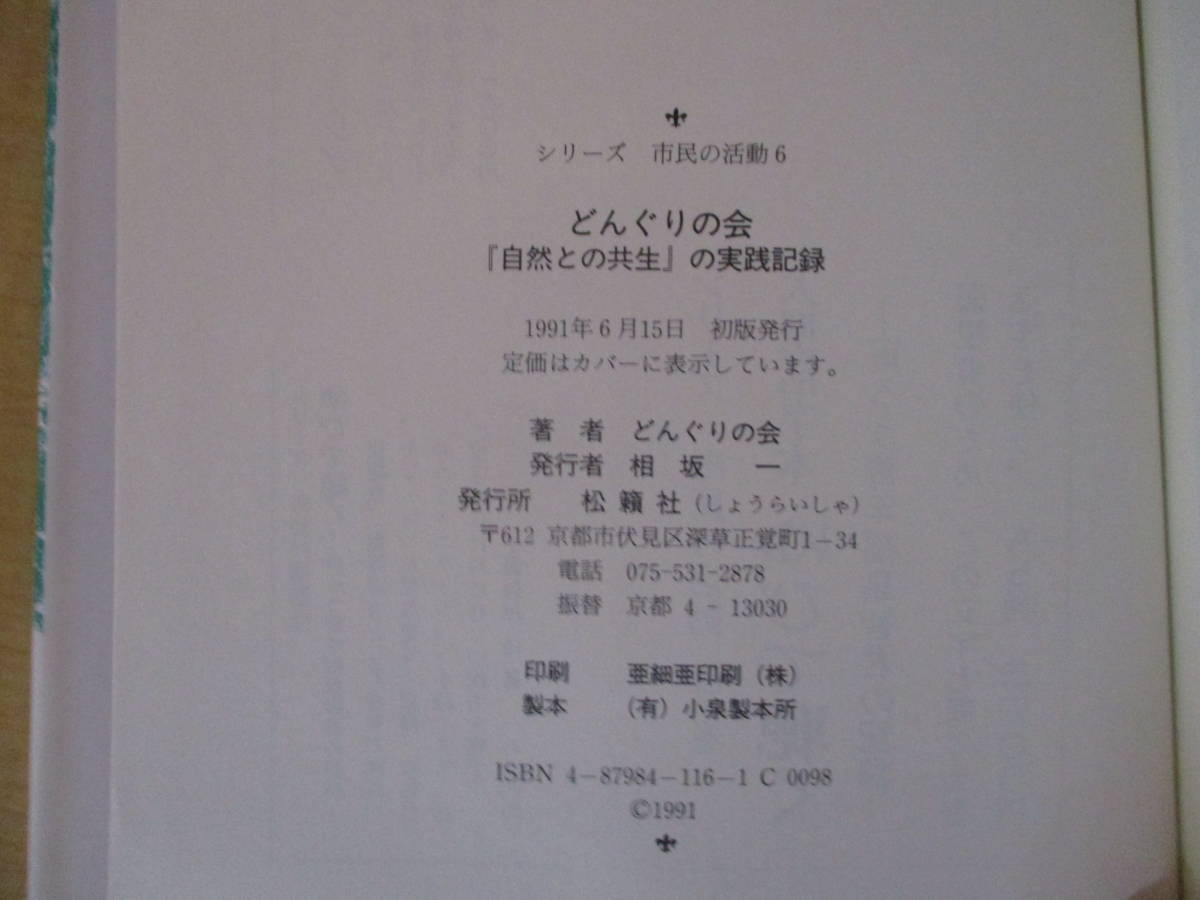 シリーズ　市民の活動6
どんぐりの会
『自然との共生』の実践記録
1991年6月15日　初版発行
定価はカバーに表示しています。
著　者　どんぐりの会
発行者　相　坂　　一
発行所　松籟社（しょうらいしゃ）
〒612 京都市伏見区深草正覚町1－34
電話　075-531-2878
振替　京都 4 - 13030
印刷　　亜細亜印刷（株）
製本　　（有）小泉製本所
ISBN 4－87984－116－1 C 0098
©1991